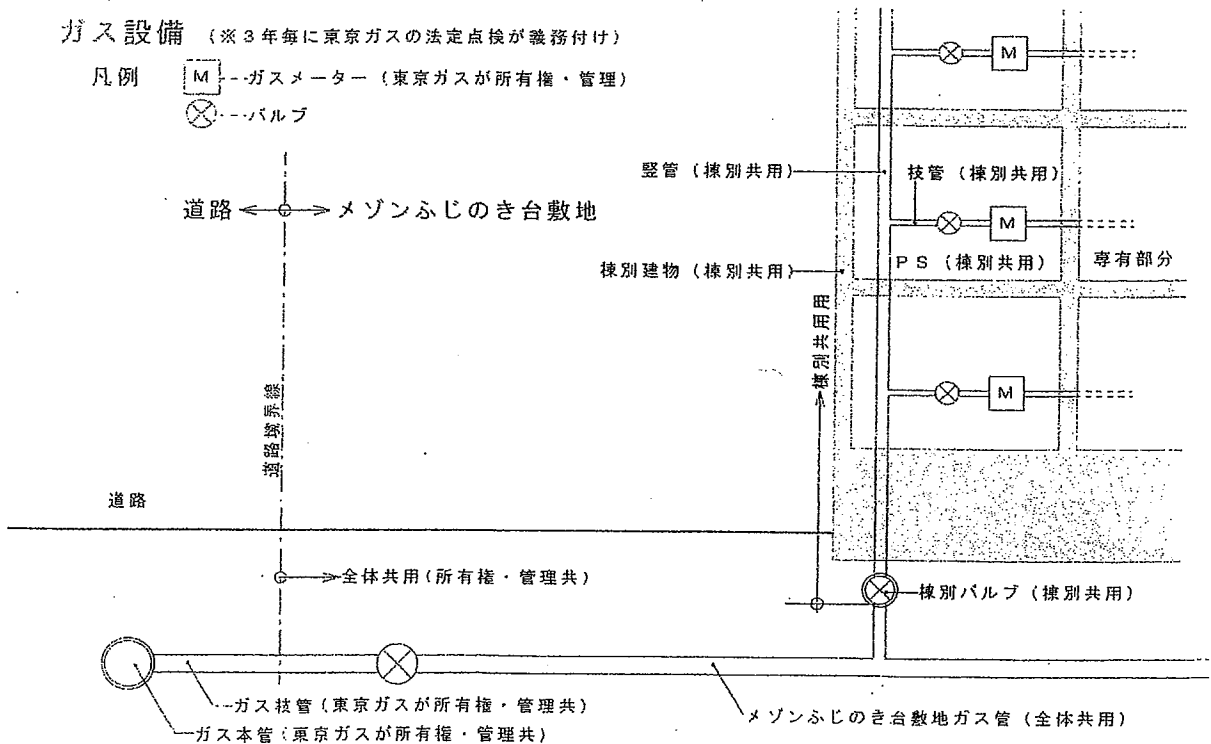 ガス設備 (※3年毎に東京ガスの法定点検が義務付け)
凡例 M ガスメーター (東京ガスが所有権・管理)
バルブ
M
竪管 (棟別共用)
枝管 (棟別共用)
道路 メゾンふじのき台敷地
M
棟別建物 (棟別共用)
PS (棟別共用)
専有部分
棟別共用用
道路境界線
M
道路
全体共用 (所有権・管理共)
棟別バルブ (棟別共用)
ガス枝管 (東京ガスが所有権・管理共)
メゾンふじのき台敷地ガス管 (全体共用)
ガス本管 (東京ガスが所有権・管理共)